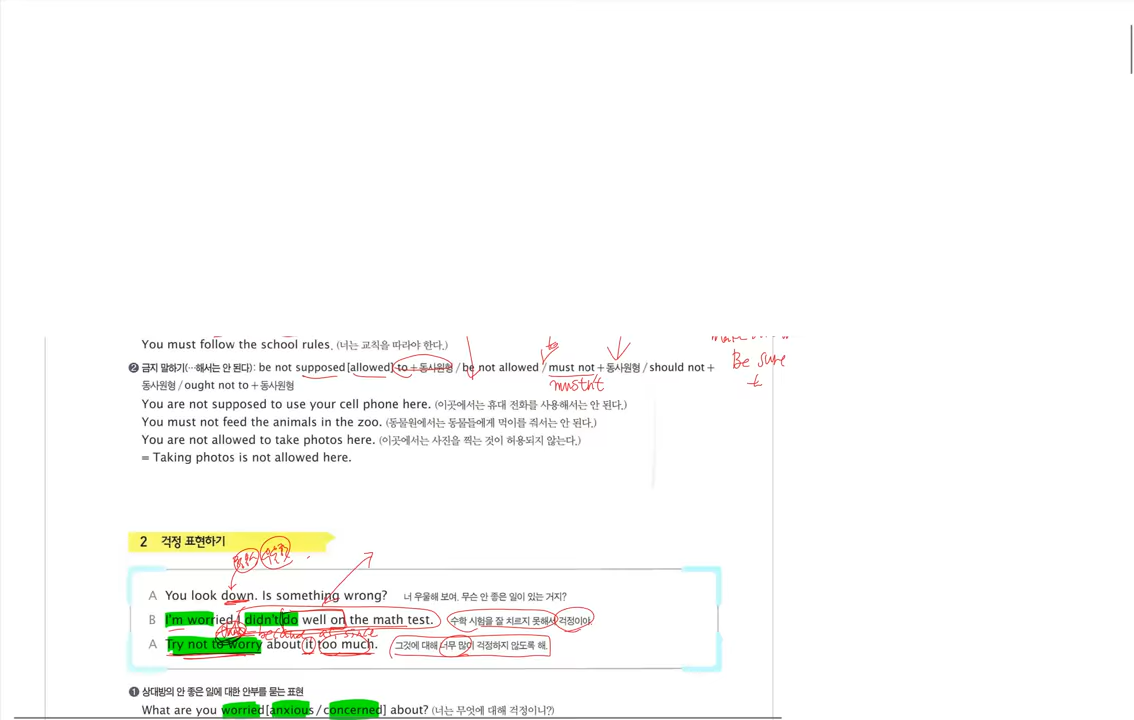 You must follow the school rules. (너는 교칙을 따라야 한다.)
Be sure
❷ 금지 말하기(…해서는 안 된다): be not supposed[allowed] to+동사원형/be not allowed/must not+동사원형/should not+
동사원형/ought not to+동사원형
mustn't
You are not supposed to use your cell phone here. (이곳에서는 휴대 전화를 사용해서는 안 된다.)
You must not feed the animals in the zoo. (동물원에서는 동물들에게 먹이를 줘서는 안 된다.)
You are not allowed to take photos here. (이곳에서는 사진을 찍는 것이 허용되지 않는다.)
= Taking photos is not allowed here.
2 걱정 표현하기
A You look down. Is something wrong? 너 우울해 보여. 무슨 안 좋은 일이 있는 거지?
B I'm worried I didn't do well on the math test. 수학 시험을 잘 치르지 못해서 걱정이야.
as, since
A Try not to worry about it too much. 그것에 대해 너무 많이 걱정하지 않도록 해.
❶ 상대방의 안 좋은 일에 대한 안부를 묻는 표현
What are you worried[anxious/concerned] about? (너는 무엇에 대해 걱정이니?)